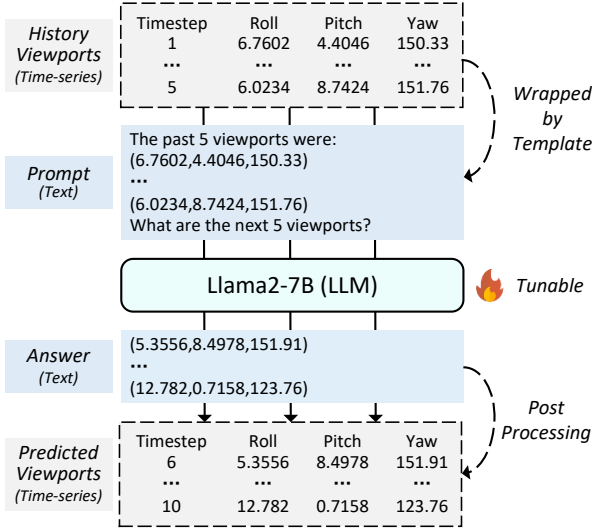 History
Viewports
(Time-series)
Timestep Roll Pitch Yaw
1 6.7602 4.4046 150.33
... ... ... ...
5 6.0234 8.7424 151.76
Wrapped
by
Template
Prompt
(Text)
The past 5 viewports were:
(6.7602,4.4046,150.33)
...
(6.0234,8.7424,151.76)
What are the next 5 viewports?
Llama2-7B (LLM)
Tunable
Answer
(Text)
(5.3556,8.4978,151.91)
...
(12.782,0.7158,123.76)
Post
Processing
Predicted
Viewports
(Time-series)
Timestep Roll Pitch Yaw
6 5.3556 8.4978 151.91
... ... ... ...
10 12.782 0.7158 123.76